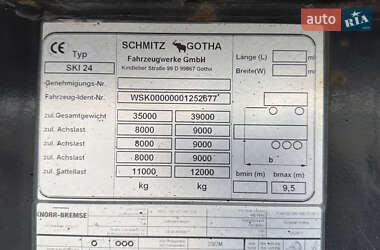 auto RIA.com
CE
Typ
SKI 24
SCHMITZ GOTHA
Fahrzeugwerke GmbH
Kindleber Straße 99 D 99867 Gotha
Länge (L) m
Breite(W) m
Genehmigungs-Nr.
Fahrzeug-Ident-Nr. WSK00000001252677
zul. Gesamtgewicht 35000 39000
zul. Achslast 8000 9000
zul. Achslast 8000 9000
zul. Achslast 8000 9000
zul. Sattellast 11000 12000
kg kg
b
bmin (m) bmax (m)
9,5
KNORR-BREMSE